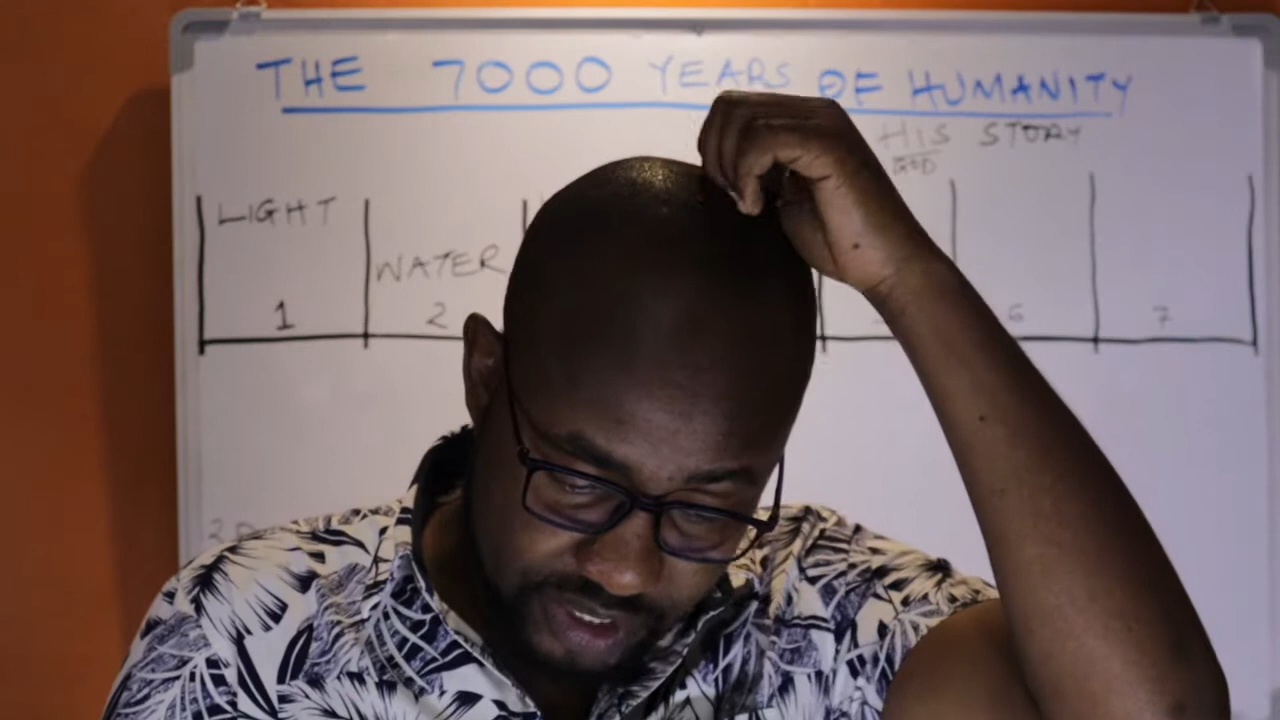 THE 7000 YEARS OF HUMANITY
HIS STORY
GOD
LIGHT
WATER
1 2 6 7